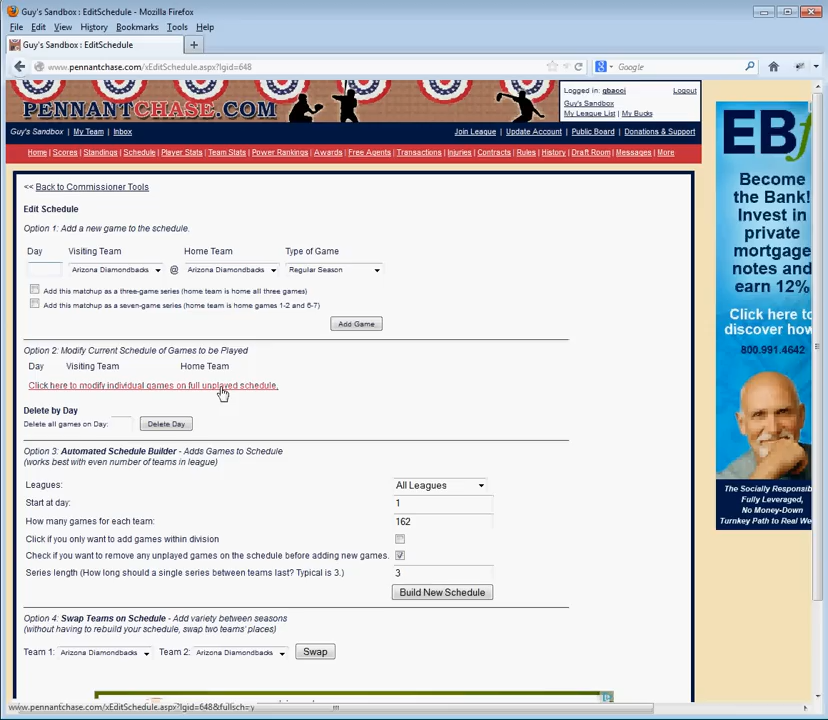 Guy's Sandbox : EditSchedule - Mozilla Firefox
File Edit View History Bookmarks Tools Help
Guy's Sandbox : EditSchedule
www.pennantchase.com/xEditSchedule.aspx?lgid=648
Google
PENNANTCHASE.COM
Logged in: gbacci Logout
Guy's Sandbox
My League List | My Bucks
Guy's Sandbox | My Team | Inbox
Join League | Update Account | Public Board | Donations & Support
Home | Scores | Standings | Schedule | Player Stats | Team Stats | Power Rankings | Awards | Free Agents | Transactions | Injuries | Contracts | Rules | History | Draft Room | Messages | More
<< Back to Commissioner Tools
Edit Schedule
Option 1: Add a new game to the schedule.
Day Visiting Team Home Team Type of Game
Arizona Diamondbacks @ Arizona Diamondbacks Regular Season
Add this matchup as a three-game series (home team is home all three games)
Add this matchup as a seven-game series (home team is home games 1-2 and 6-7)
Add Game
Option 2: Modify Current Schedule of Games to be Played
Day Visiting Team Home Team
Click here to modify individual games on full unplayed schedule.
Delete by Day
Delete all games on Day: Delete Day
Option 3: Automated Schedule Builder - Adds Games to Schedule
(works best with even number of teams in league)
Leagues: All Leagues
Start at day: 1
How many games for each team: 162
Click if you only want to add games within division
Check if you want to remove any unplayed games on the schedule before adding new games.
Series length (How long should a single series between teams last? Typical is 3.) 3
Build New Schedule
Option 4: Swap Teams on Schedule - Add variety between seasons
(without having to rebuild your schedule, swap two teams' places)
Team 1: Arizona Diamondbacks Team 2: Arizona Diamondbacks Swap
www.pennantchase.com/xEditSchedule.aspx?lgid=648&fullsch=y
EBf
Become
the Bank!
Invest in
private
mortgage
notes and
earn 12%
Click here to
discover how
800.991.4642
The Socially Responsib
Fully Leveraged,
No Money-Down
Turnkey Path to Real We